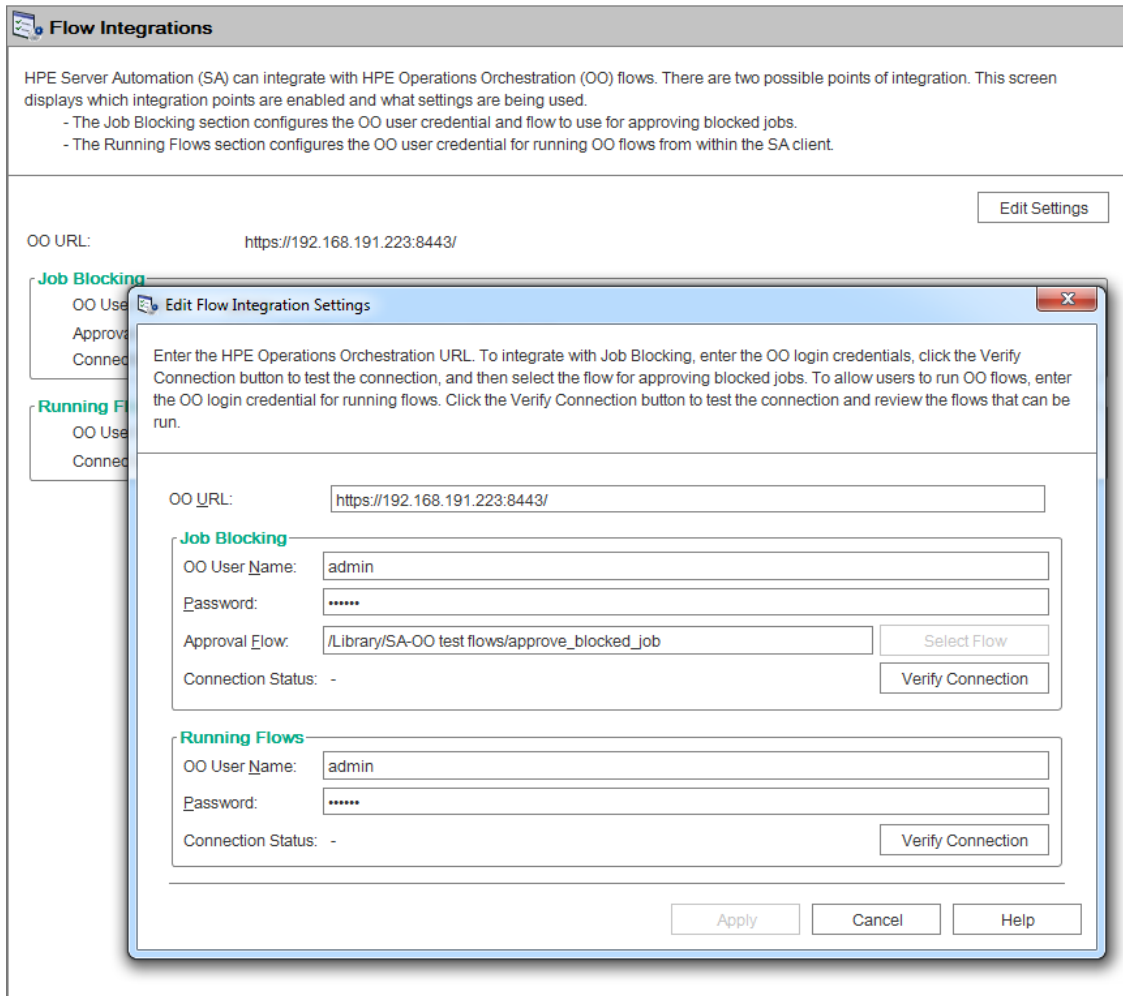 Flow Integrations
HPE Server Automation (SA) can integrate with HPE Operations Orchestration (OO) flows. There are two possible points of integration. This screen
displays which integration points are enabled and what settings are being used.
- The Job Blocking section configures the OO user credential and flow to use for approving blocked jobs.
- The Running Flows section configures the OO user credential for running OO flows from within the SA client.
Edit Settings
OO URL: https://192.168.191.223:8443/
Job Blocking
OO Use
Approva
Connec
Running Fl
OO Use
Connec
Edit Flow Integration Settings
Enter the HPE Operations Orchestration URL. To integrate with Job Blocking, enter the OO login credentials, click the Verify
Connection button to test the connection, and then select the flow for approving blocked jobs. To allow users to run OO flows, enter
the OO login credential for running flows. Click the Verify Connection button to test the connection and review the flows that can be
run.
OO URL: https://192.168.191.223:8443/
Job Blocking
OO User Name: admin
Password: ••••••
Approval Flow: /Library/SA-OO test flows/approve_blocked_job Select Flow
Connection Status: - Verify Connection
Running Flows
OO User Name: admin
Password: ••••••
Connection Status: - Verify Connection
Apply Cancel Help